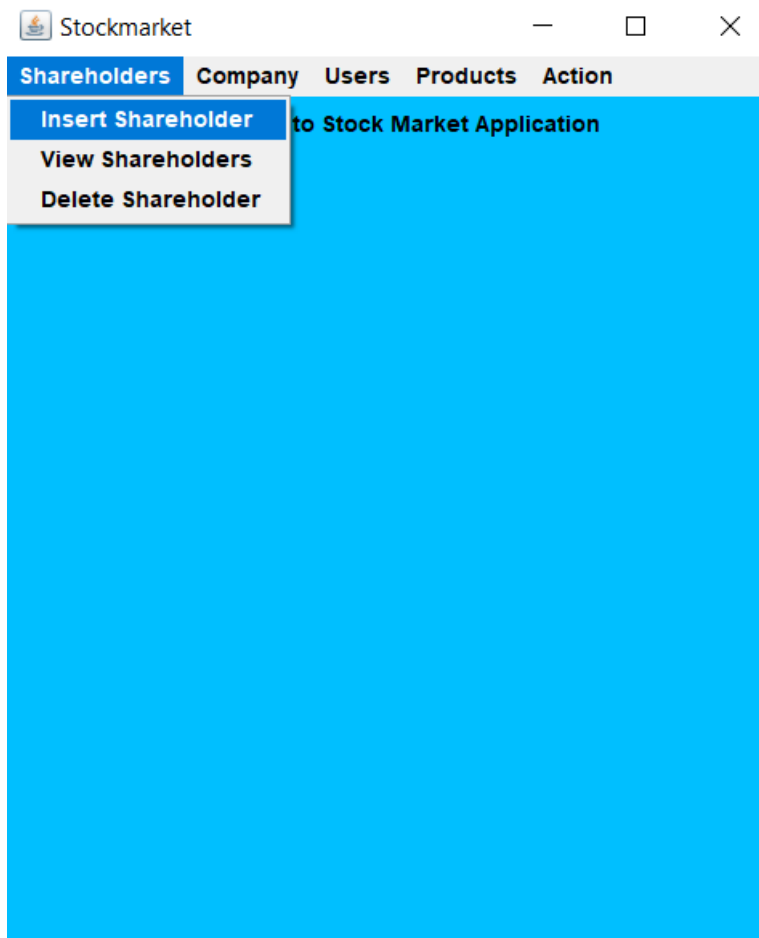 Stockmarket
Shareholders Company Users Products Action
Insert Shareholder
to Stock Market Application
View Shareholders
Delete Shareholder